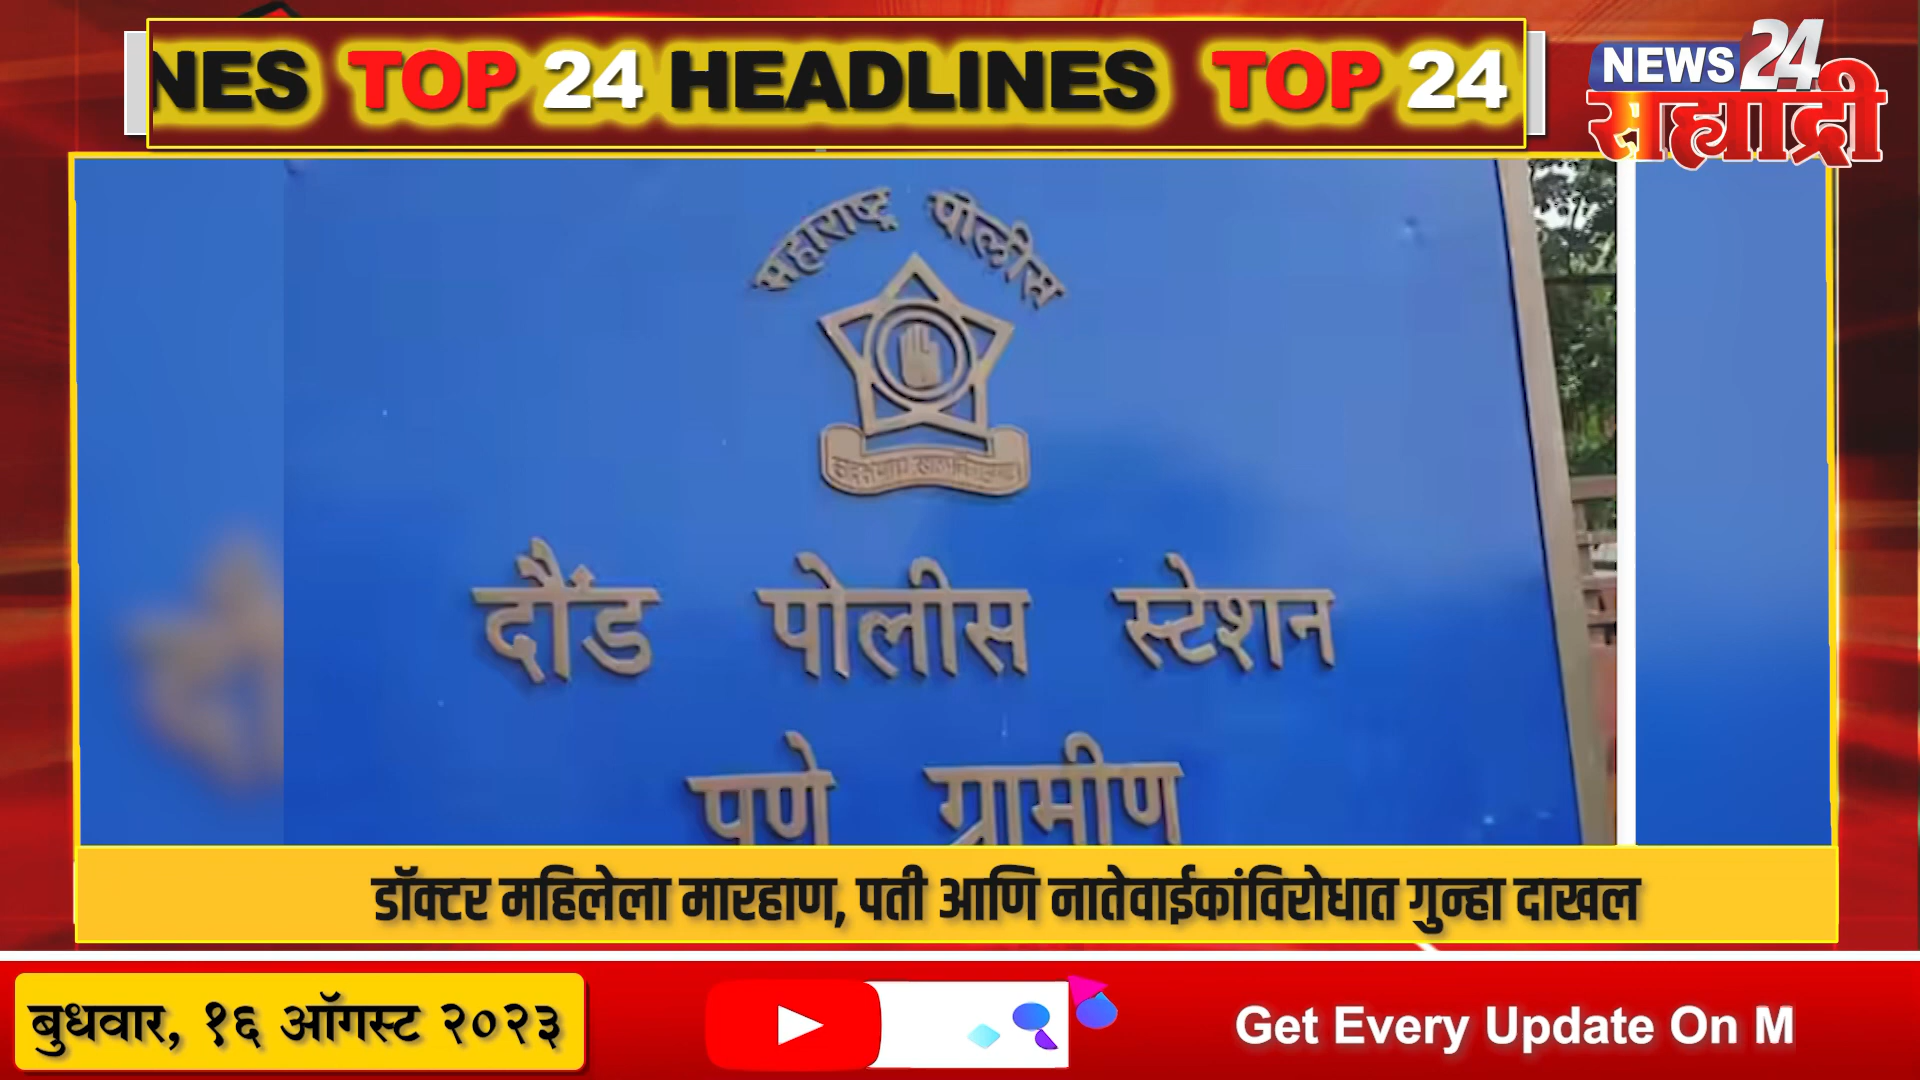 NES TOP 24 HEADLINES TOP 24
NEWS 24
सह्याद्री
महाराष्ट्र पोलीस
दौंड पोलीस स्टेशन
पुणे ग्रामीण
डॉक्टर महिलेला मारहाण, पती आणि नातेवाईकांविरोधात गुन्हा दाखल
बुधवार, १६ ऑगस्ट २०२३
Get Every Update On M